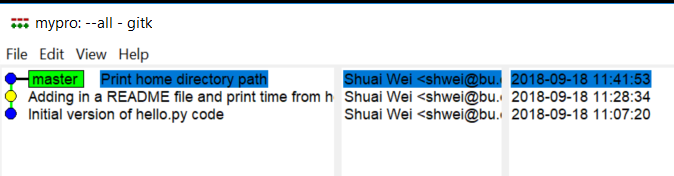 mypro: --all - gitk
File Edit View Help
master Print home directory path Shuai Wei <shwei@bu. 2018-09-18 11:41:53
Adding in a README file and print time from h Shuai Wei <shwei@bu. 2018-09-18 11:28:34
Initial version of hello.py code Shuai Wei <shwei@bu. 2018-09-18 11:07:20